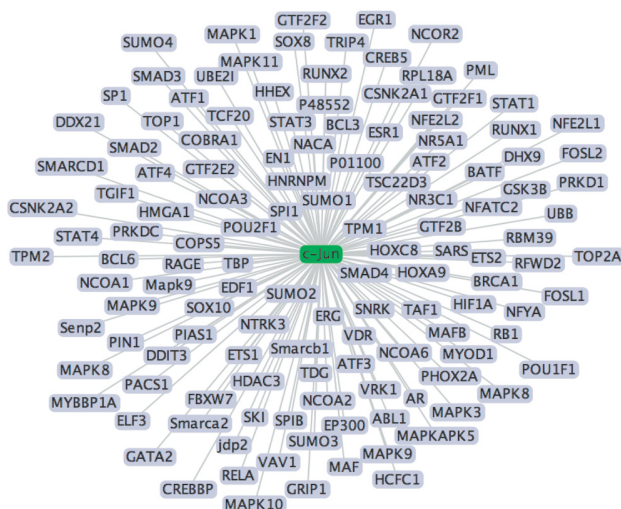 GTF2F2
EGR1
MAPK1
SUMO4
SOX8
TRIP4
NCOR2
MAPK11
CREB5
SMAD3
UBE2I
RUNX2
RPL18A
PML
HHEX
CSNK2A1
SP1
ATF1
P48552
GTF2F1
TCF20
STAT3
BCL3
STAT1
DDX21
TOP1
NFE2L2
NFE2L1
COBRA1
NACA
ESR1
RUNX1
SMAD2
NR5A1
EN1
P01100
DHX9
FOSL2
SMARCD1
ATF4
GTF2E2
ATF2
BATF
HNRNPM
TSC22D3
PRKD1
TGIF1
NCOA3
SUMO1
GSK3B
NR3C1
CSNK2A2
HMGA1
SPI1
NFATC2
UBB
POU2F1
TPM1
GTF2B
STAT4
PRKDC
RBM39
COPS5
HOXC8
SARS
TPM2
BCL6
c-jun
ETS2
TOP2A
RAGE
TBP
RFWD2
SMAD4
HOXA9
NCOA1
Mapk9
BRCA1
EDF1
SUMO2
FOSL1
MAPK9
HIF1A
SOX10
ERG
SNRK
TAF1
NFYA
Senp2
NTRK3
PIN1
PIAS1
VDR
MAFB
RB1
Smarcb1
NCOA6
MYOD1
DDIT3
ETS1
MAPK8
ATF3
POU1F1
TDG
PACS1
HDAC3
PHOX2A
VRK1
MAPK8
FBXW7
AR
MYBBP1A
NCOA2
MAPK3
ELF3
Smarca2
SKI
SPIB
ABL1
EP300
MAPKAPK5
jdp2
SUMO3
GATA2
MAPK9
VAV1
MAF
RELA
HCFC1
CREBBP
GRIP1
MAPK10